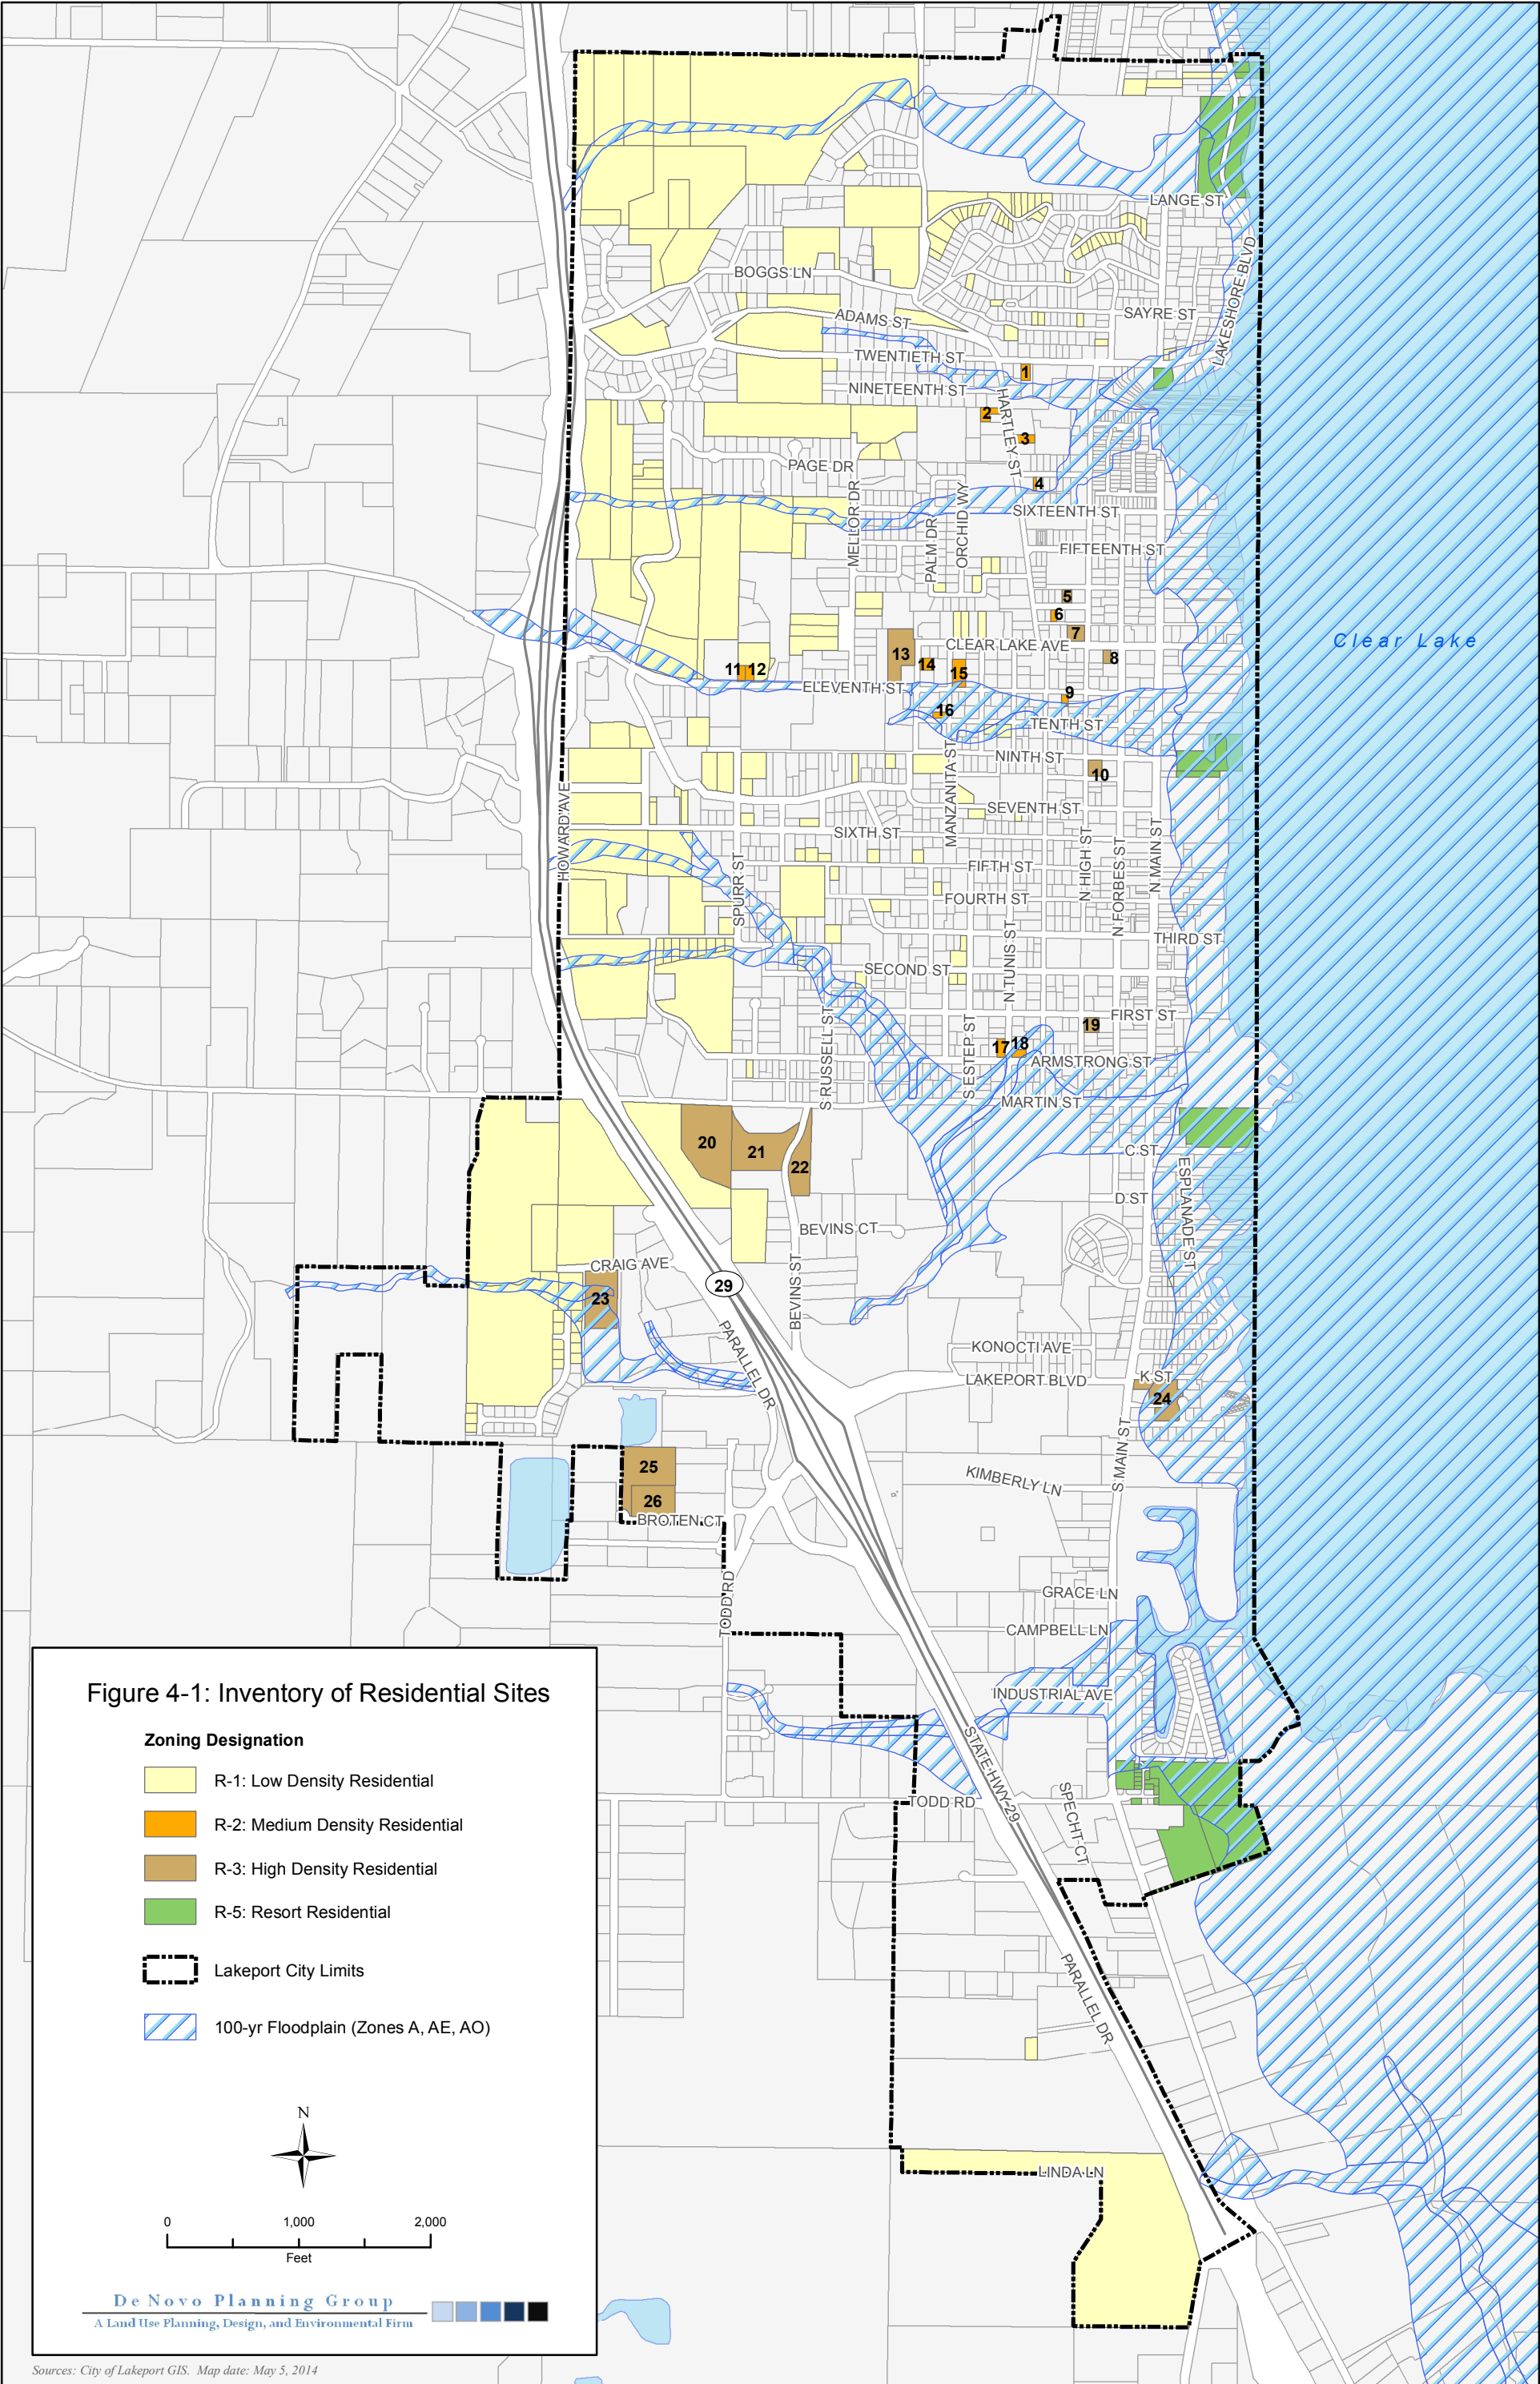 LANGE ST
LAKESHORE BLVD
BOGGS LN
SAYRE ST
ADAMS ST
TWENTIETH ST
1
NINETEENTH ST
HARTLEY ST
2
3
PAGE DR
4
MELLOR DR
ORCHID WY
PALM DR
SIXTEENTH ST
FIFTEENTH ST
5
6
7
Clear Lake
CLEAR LAKE AVE
13
8
14
11
12
15
ELEVENTH ST
9
16
TENTH ST
NINTH ST
10
MANZANITA ST
SEVENTH ST
HOWARD AVE
SIXTH ST
N HIGH ST
N FORBES ST
N MAIN ST
SPURR ST
FIFTH ST
FOURTH ST
THIRD ST
N TUNIS ST
SECOND ST
FIRST ST
19
S RUSSELL ST
S ESTEP ST
17
18
ARMSTRONG ST
MARTIN ST
20
21
22
C ST
ESPLANADE ST
D ST
BEVINS CT
CRAIG AVE
29
BEVINS ST
23
PARALLEL DR
KONOCTI AVE
LAKEPORT BLVD
K ST
24
S MAIN ST
25
KIMBERLY LN
26
BROTEN CT
GRACE LN
TODD RD
CAMPBELL LN
INDUSTRIAL AVE
STATE HWY 29
TODD RD
SPECHT CT
PARALLEL DR
LINDA LN
Figure 4-1: Inventory of Residential Sites
Zoning Designation
R-1: Low Density Residential
R-2: Medium Density Residential
R-3: High Density Residential
R-5: Resort Residential
Lakeport City Limits
100-yr Floodplain (Zones A, AE, AO)
N
0 1,000 2,000
Feet
De Novo Planning Group
A Land Use Planning, Design, and Environmental Firm
Sources: City of Lakeport GIS. Map date: May 5, 2014